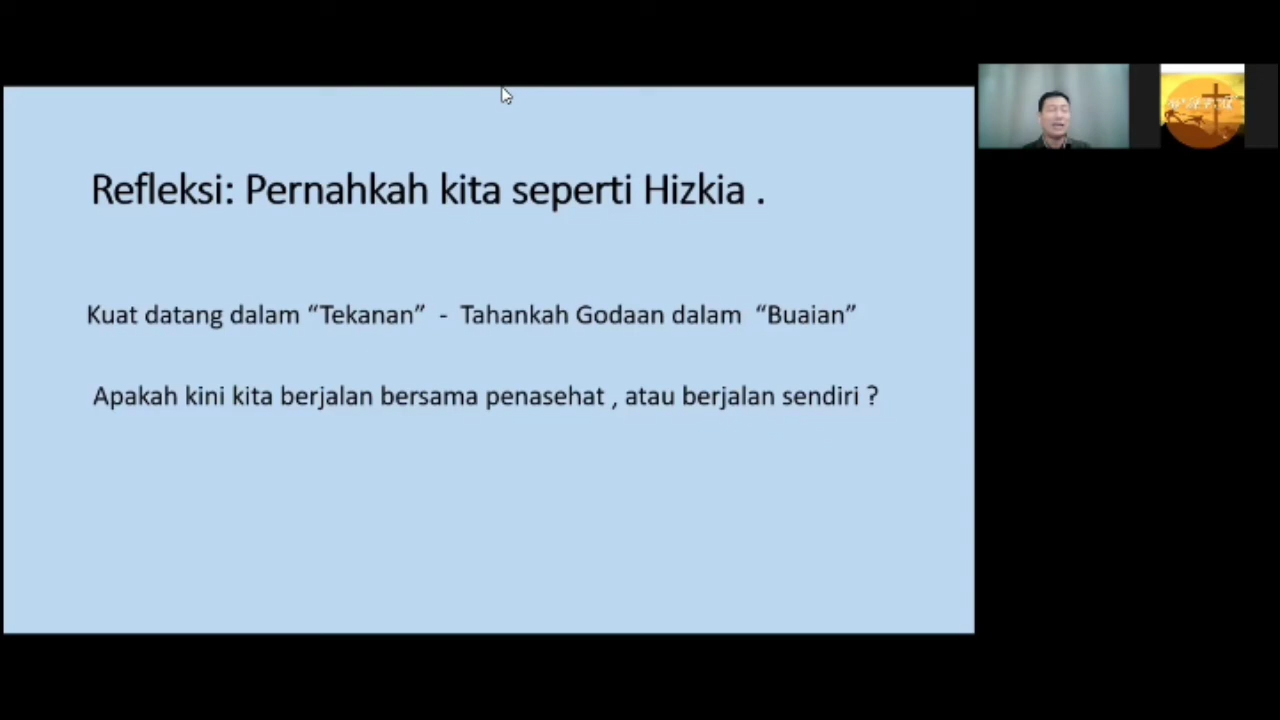 Refleksi: Pernahkah kita seperti Hizkia .
Kuat datang dalam “Tekanan” - Tahankah Godaan dalam “Buaian”
Apakah kini kita berjalan bersama penasehat , atau berjalan sendiri ?